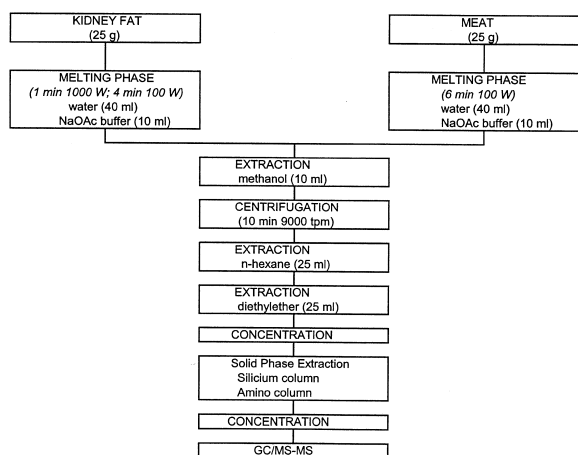 KIDNEY FAT
(25 g)
MEAT
(25 g)
MELTING PHASE
(1 min 1000 W; 4 min 100 W)
water (40 ml)
NaOAc buffer (10 ml)
MELTING PHASE
(6 min 100 W)
water (40 ml)
NaOAc buffer (10 ml)
EXTRACTION
methanol (10 ml)
CENTRIFUGATION
(10 min 9000 tpm)
EXTRACTION
n-hexane (25 ml)
EXTRACTION
diethylether (25 ml)
CONCENTRATION
Solid Phase Extraction
Silicium column
Amino column
CONCENTRATION
GC/MS-MS